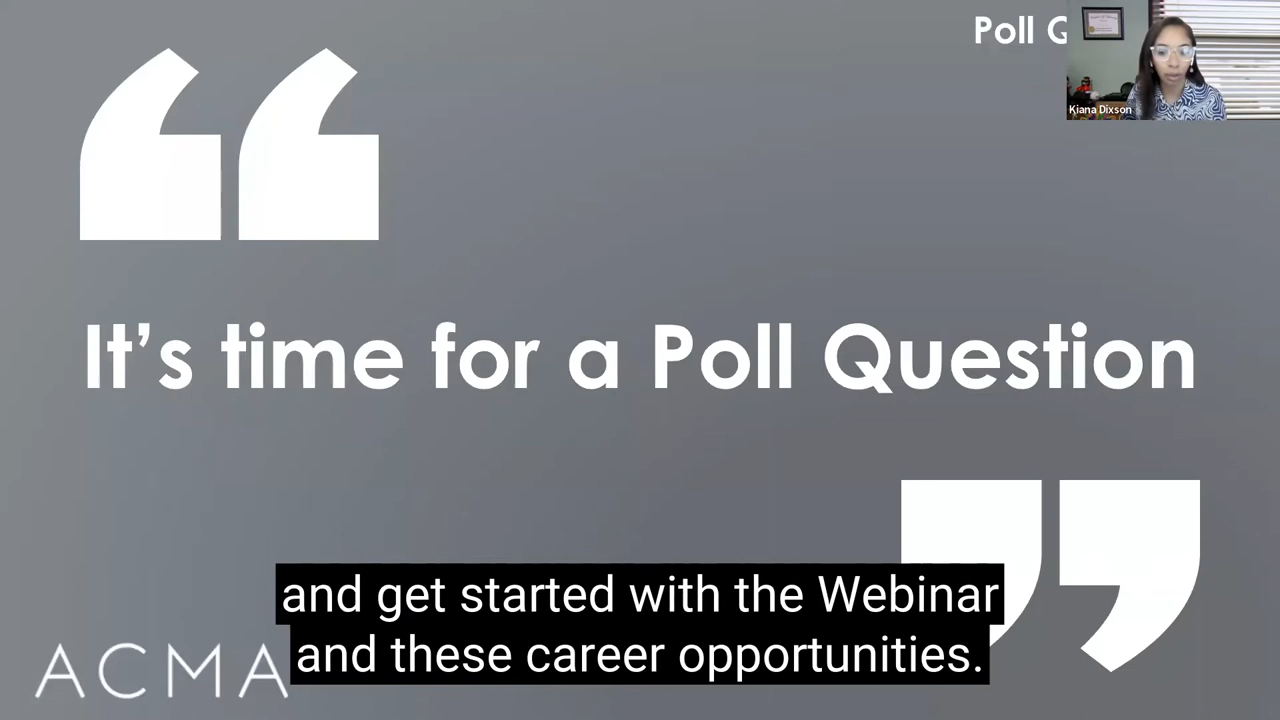 Poll Q
Kiana Dixson
It’s time for a Poll Question
and get started with the Webinar
and these career opportunities.
ACMA